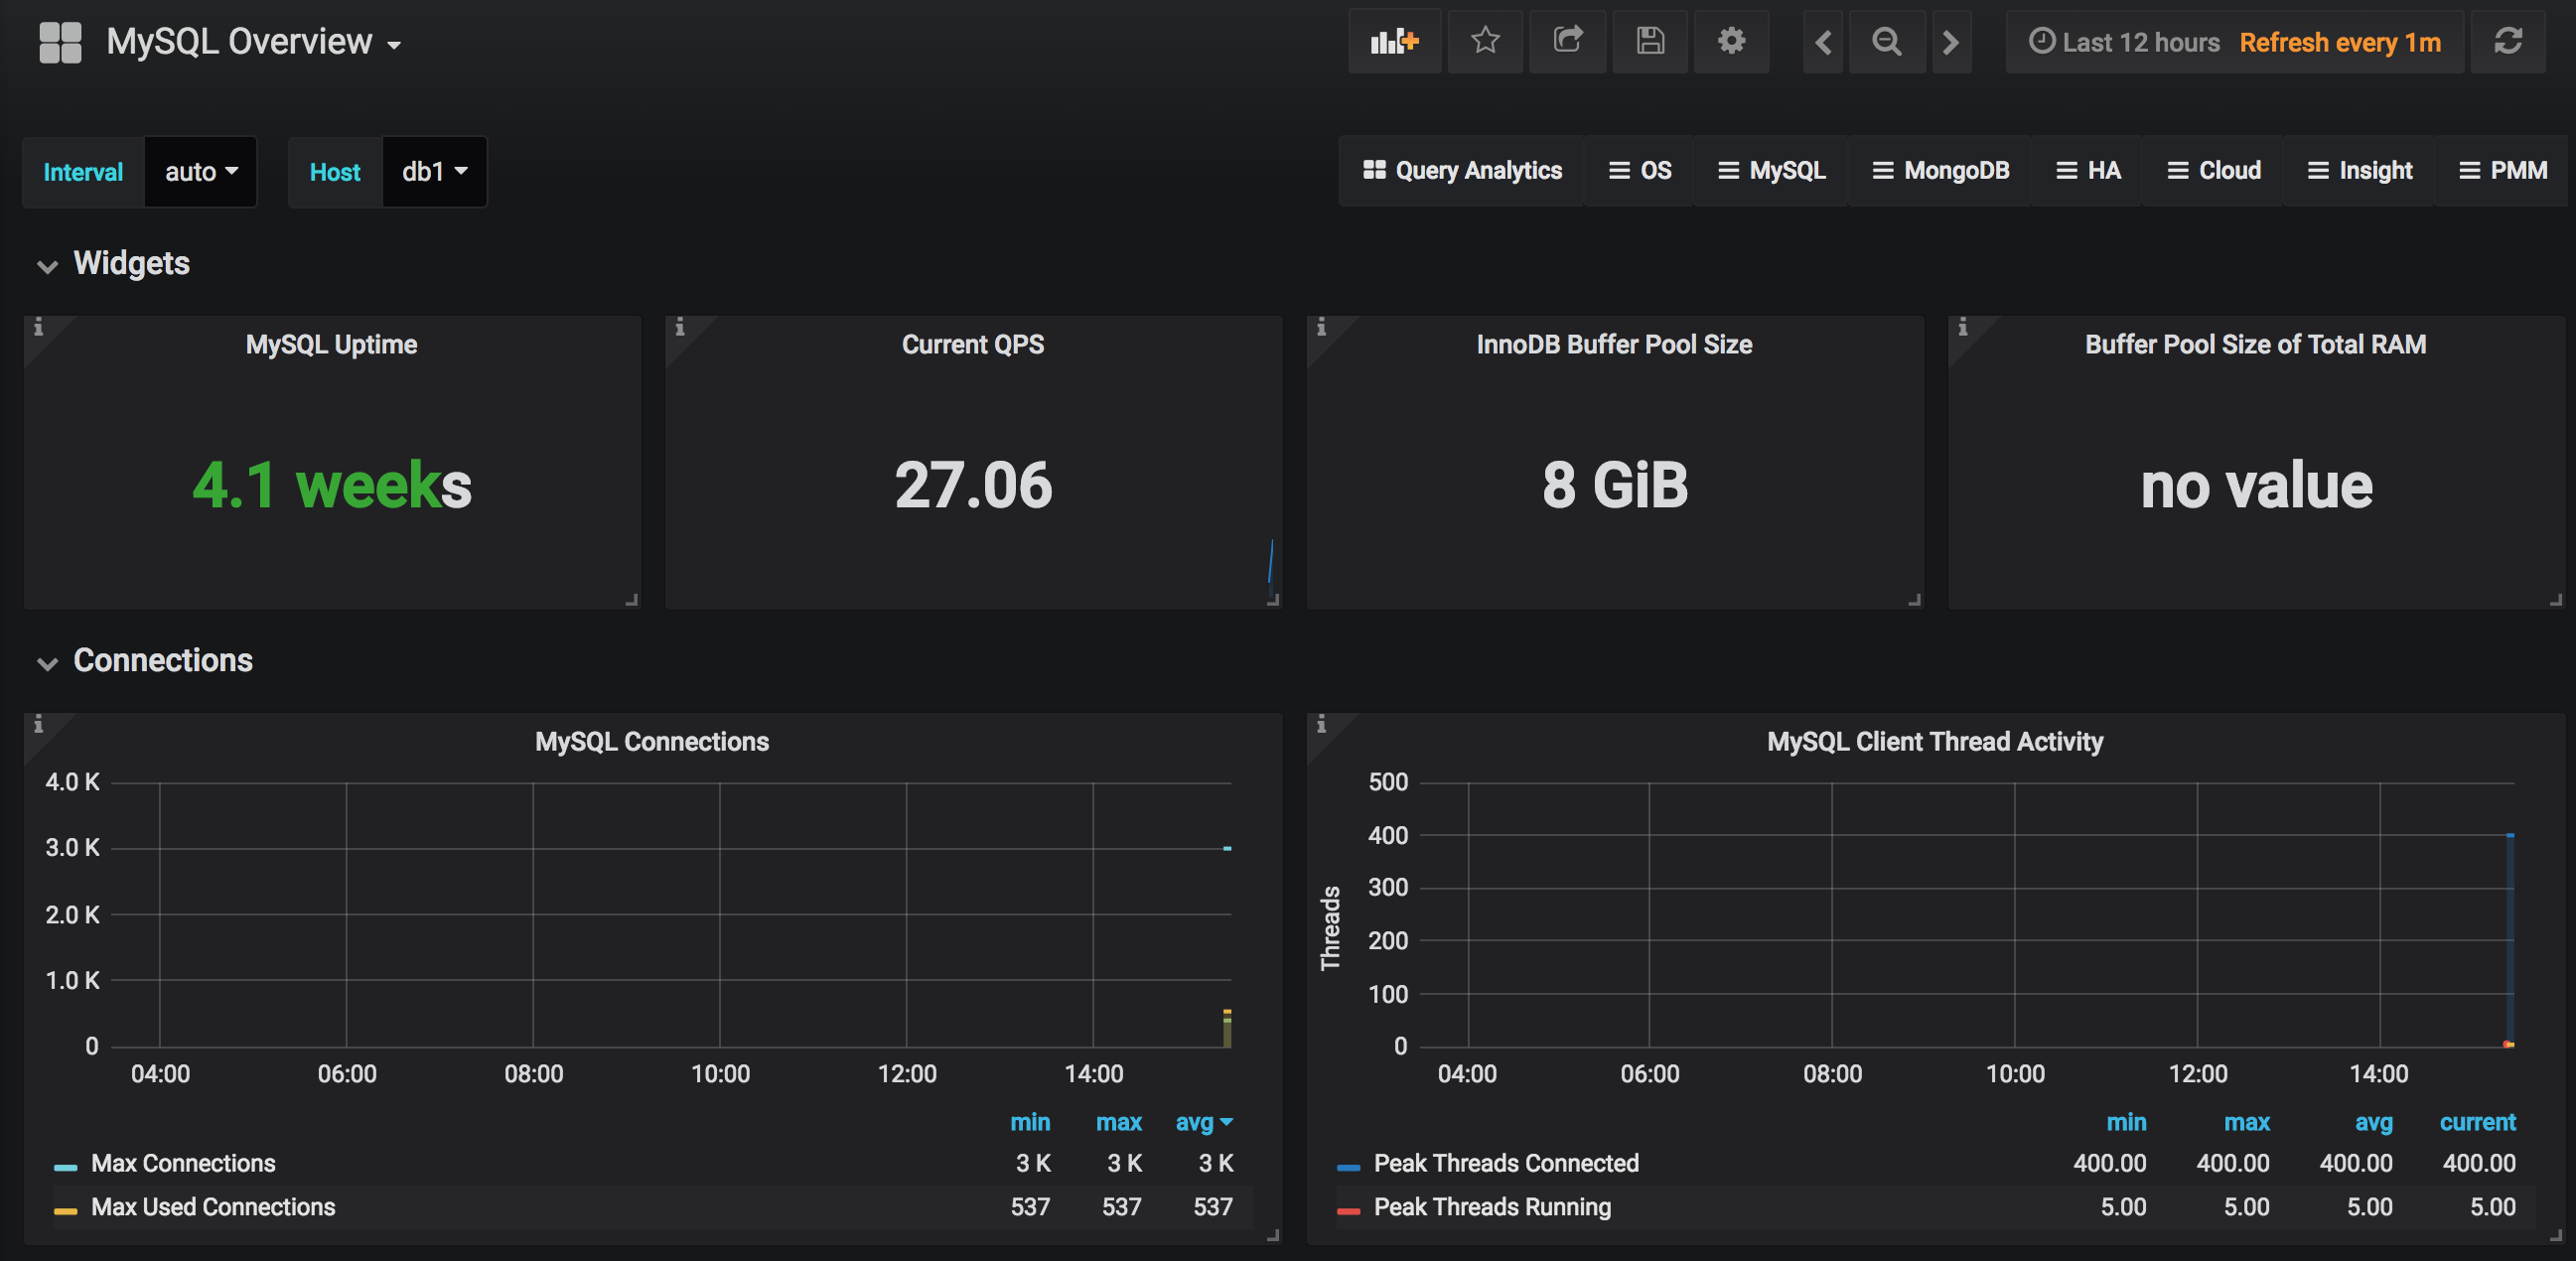 MySQL Overview
Last 12 hours Refresh every 1m
Interval auto Host db1
Query Analytics OS MySQL MongoDB HA Cloud Insight PMM
Widgets
MySQL Uptime
4.1 weeks
Current QPS
27.06
InnoDB Buffer Pool Size
8 GiB
Buffer Pool Size of Total RAM
no value
Connections
MySQL Connections
4.0 K
3.0 K
2.0 K
1.0 K
0
04:00 06:00 08:00 10:00 12:00 14:00
min max avg
Max Connections 3 K 3 K 3 K
Max Used Connections 537 537 537
MySQL Client Thread Activity
Threads
500
400
300
200
100
0
04:00 06:00 08:00 10:00 12:00 14:00
min max avg current
Peak Threads Connected 400.00 400.00 400.00 400.00
Peak Threads Running 5.00 5.00 5.00 5.00